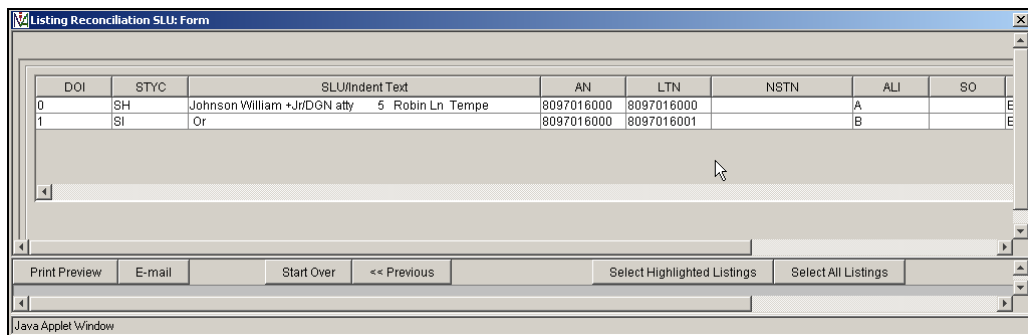 Listing Reconciliation SLU: Form
DOI STYC SLU/Indent Text AN LTN NSTN ALI SO
0 SH Johnson William +Jr/DGN atty 5 Robin Ln Tempe 8097016000 8097016000 A E
1 SI Or 8097016000 8097016001 B E
Print Preview E-mail Start Over << Previous Select Highlighted Listings Select All Listings
Java Applet Window